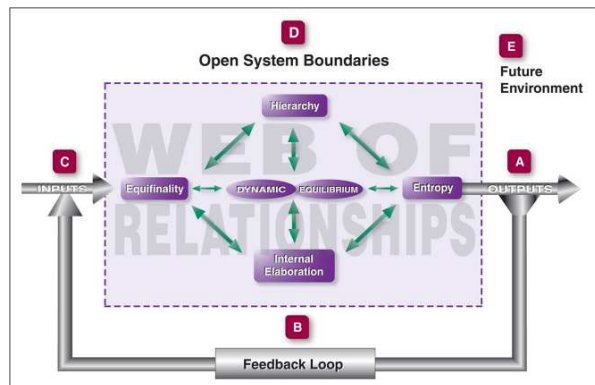 D
Open System Boundaries
E
Future
Environment
Hierarchy
WEB OF
C
A
INPUTS
Equifinality
DYNAMIC
EQUILIBRIUM
Entropy
OUTPUTS
RELATIONSHIPS
Internal
Elaboration
B
Feedback Loop